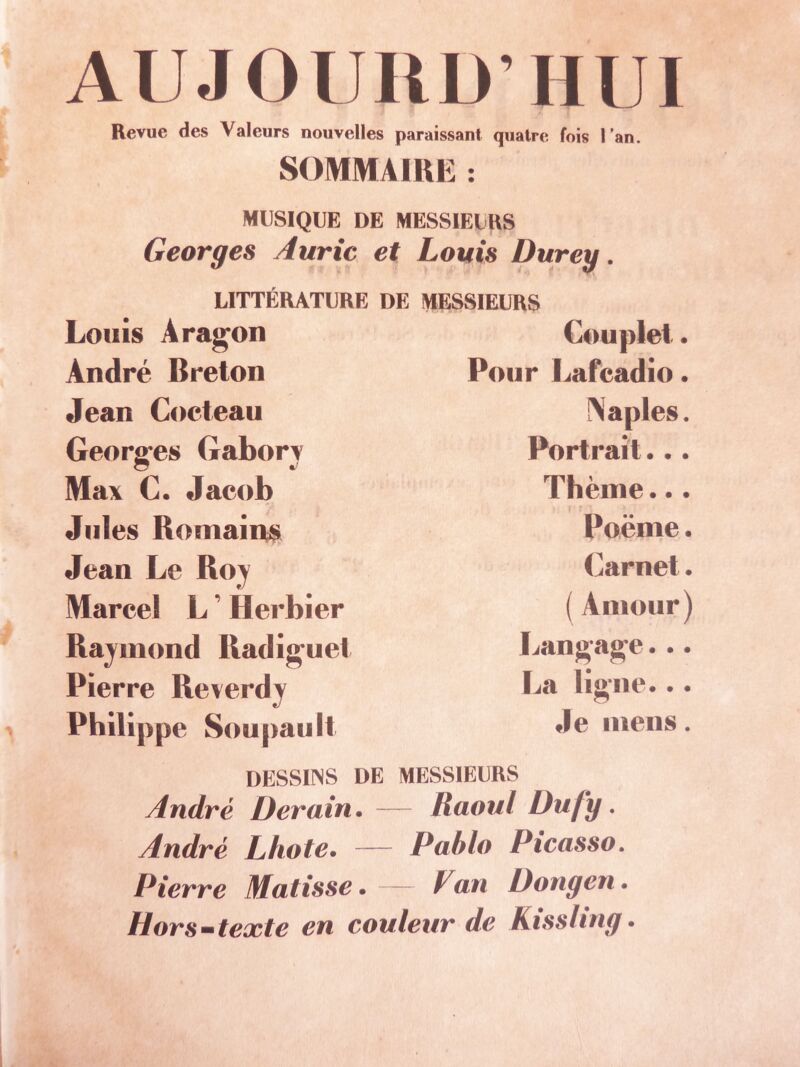 AUJOURD'HUI
Revue des Valeurs nouvelles paraissant quatre fois l'an.
SOMMAIRE :
MUSIQUE DE MESSIEURS
Georges Auric et Louis Durey.
LITTÉRATURE DE MESSIEURS
Louis Aragon Couplet.
André Breton Pour Lafcadio.
Jean Cocteau Naples.
Georges Gabory Portrait...
Max C. Jacob Thème...
Jules Romains Poëme.
Jean Le Roy Carnet.
Marcel L'Herbier (Amour)
Raymond Radiguet Langage...
Pierre Reverdy La ligne...
Philippe Soupault Je mens.
DESSINS DE MESSIEURS
André Derain. — Raoul Dufy.
André Lhote. — Pablo Picasso.
Pierre Matisse. — Van Dongen.
Hors-texte en couleur de Kissling.